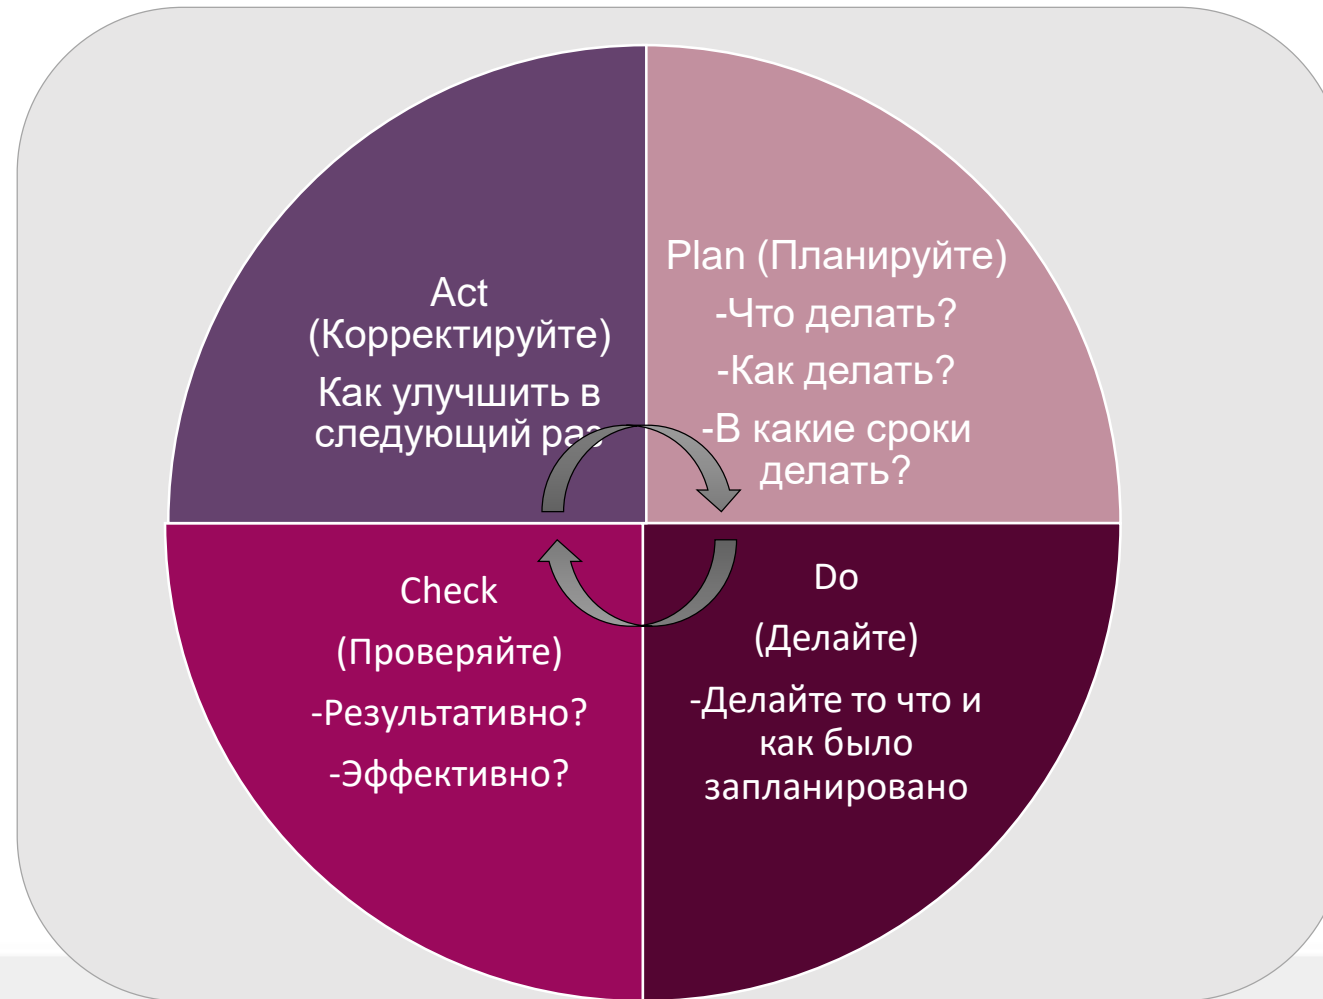 Act
(Корректируйте)
Как улучшить в
следующий раз
Plan (Планируйте)
-Что делать?
-Как делать?
-В какие сроки
делать?
Check
(Проверяйте)
-Результативно?
-Эффективно?
Do
(Делайте)
-Делайте то что и
как было
запланировано